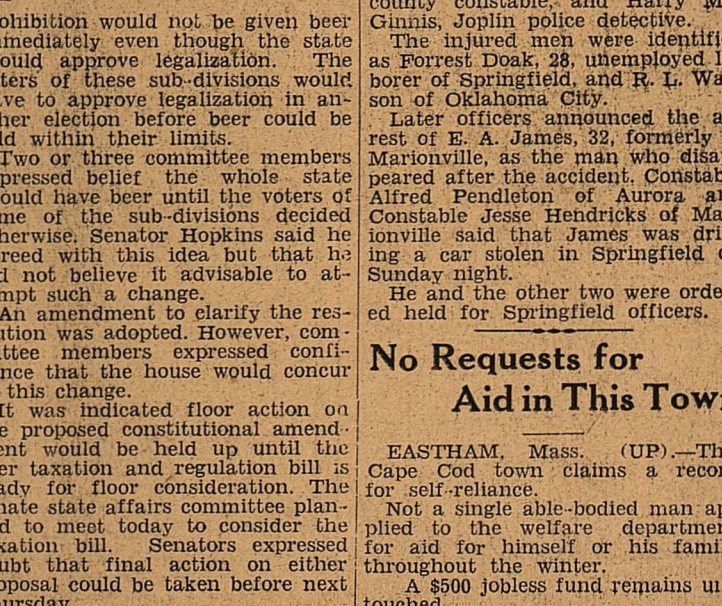 ohibition would not be given beer
mediately even though the state
ould approve legalization. The
ters of these sub-divisions would
ve to approve legalization in an-
her election before beer could be
ld within their limits.
Two or three committee members
pressed belief the whole state
ould have beer until the voters of
me of the sub-divisions decided
herwise. Senator Hopkins said he
reed with this idea but that he
d not believe it advisable to at-
mpt such a change.
An amendment to clarify the res-
ution was adopted. However, com-
ttee members expressed confi-
nce that the house would concur
this change.
It was indicated floor action on
e proposed constitutional amend-
ent would be held up until the
er taxation and regulation bill is
ady for floor consideration. The
nate state affairs committee plan-
d to meet today to consider the
xation bill. Senators expressed
ubt that final action on either
oposal could be taken before next
ursday.
county constable, and Harry M
Ginnis, Joplin police detective.
The injured men were identifi
as Forrest Doak, 28, unemployed l
borer of Springfield, and R. L. Wa
son of Oklahoma City.
Later officers announced the a
rest of E. A. James, 32, formerly
Marionville, as the man who disa
peared after the accident. Constab
Alfred Pendleton of Aurora a
Constable Jesse Hendricks of Ma
ionville said that James was dri
ing a car stolen in Springfield
Sunday night.
He and the other two were orde
ed held for Springfield officers.
No Requests for
Aid in This Tow
EASTHAM, Mass. (UP).—Th
Cape Cod town claims a reco
for self-reliance.
Not a single able-bodied man ap
plied to the welfare departme
for aid for himself or his fami
throughout the winter.
A $500 jobless fund remains u
touched.